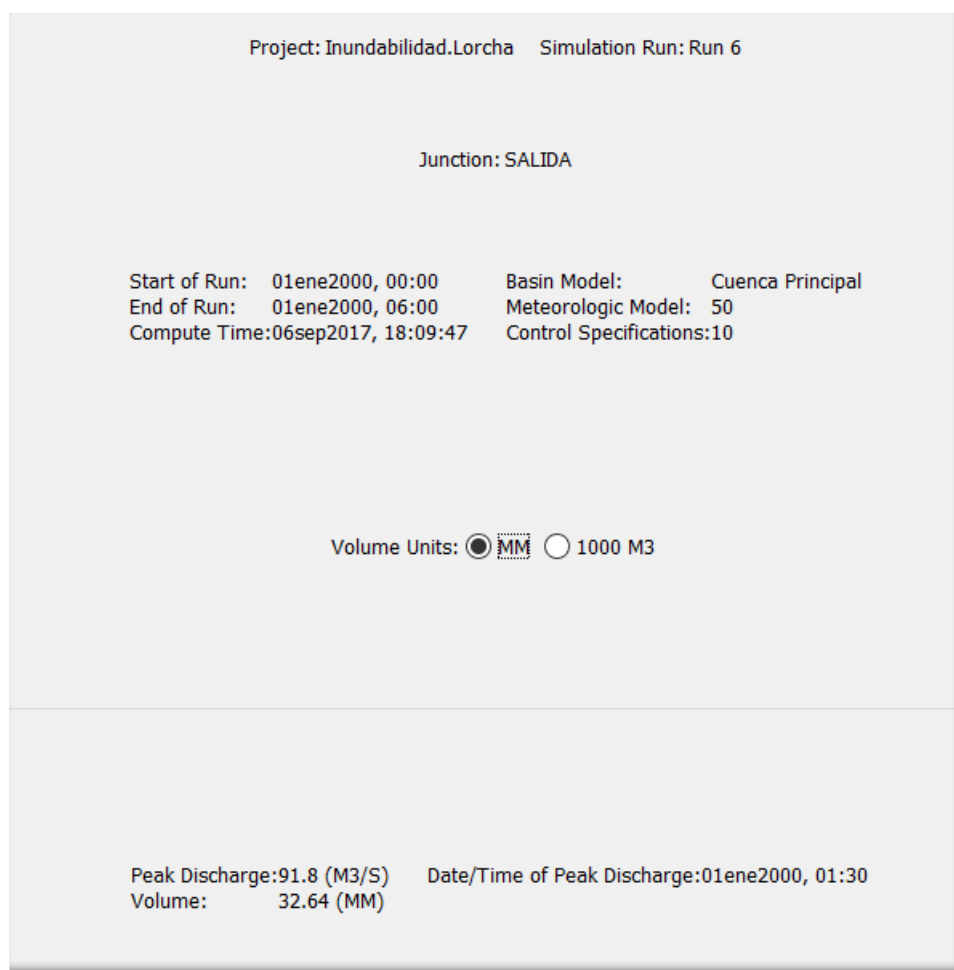 Project: Inundabilidad.Lorcha Simulation Run: Run 6
Junction: SALIDA
Start of Run: 01ene2000, 00:00 Basin Model: Cuenca Principal
End of Run: 01ene2000, 06:00 Meteorologic Model: 50
Compute Time:06sep2017, 18:09:47 Control Specifications:10
Volume Units: MM 1000 M3
Peak Discharge:91.8 (M3/S) Date/Time of Peak Discharge:01ene2000, 01:30
Volume: 32.64 (MM)